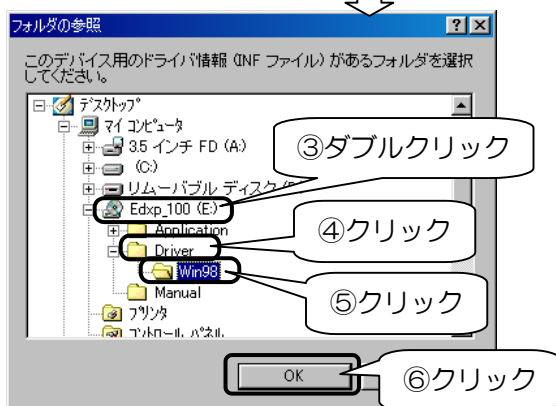 フォルダの参照
このデバイス用のドライバ情報 (INF ファイル) があるフォルダを選択
してください。
デスクトップ
マイ コンピュータ
3.5 インチ FD (A:)
③ダブルクリック
(C:)
リムーバブル ディスク
Edxp_100 (E:)
Application
④クリック
Driver
Win98
⑤クリック
Manual
プリンタ
コントロール パネル
OK
⑥クリック